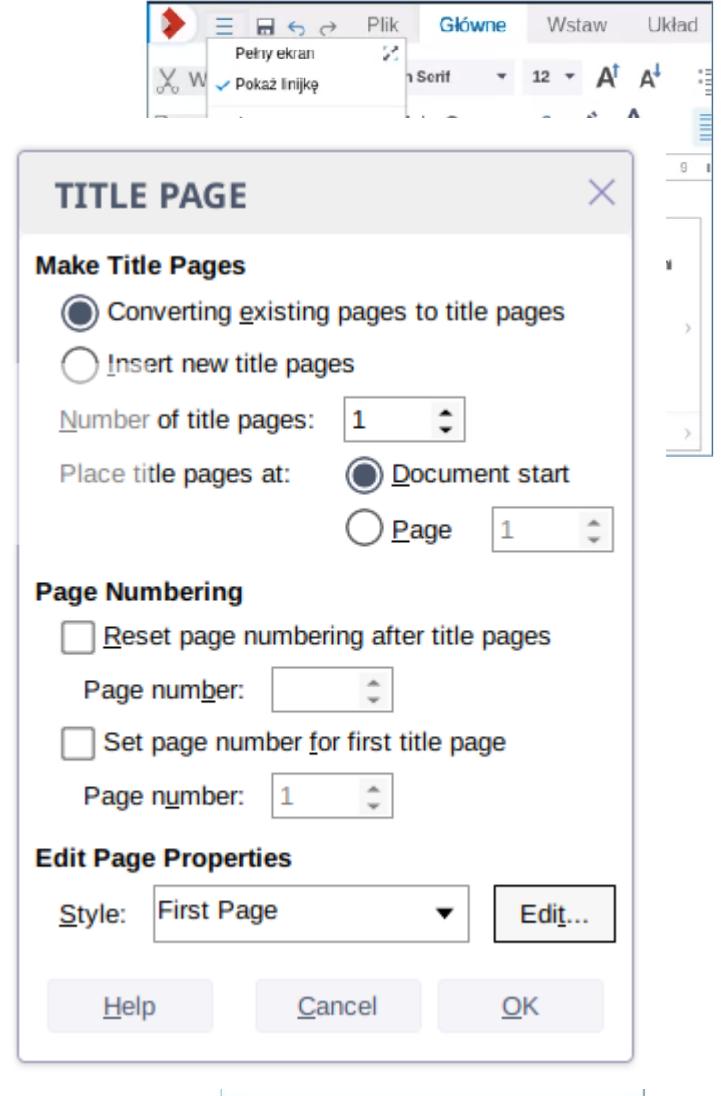 Plik Główne Wstaw Układ
Pełny ekran
Pokaż linijkę
Serif 12
9
TITLE PAGE
Make Title Pages
Converting existing pages to title pages
Insert new title pages
Number of title pages: 1
Place title pages at: Document start
Page 1
Page Numbering
Reset page numbering after title pages
Page number:
Set page number for first title page
Page number: 1
Edit Page Properties
Style: First Page Edit...
Help Cancel OK